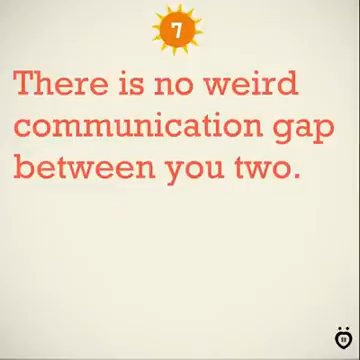 7
There is no weird
communication gap
between you two.